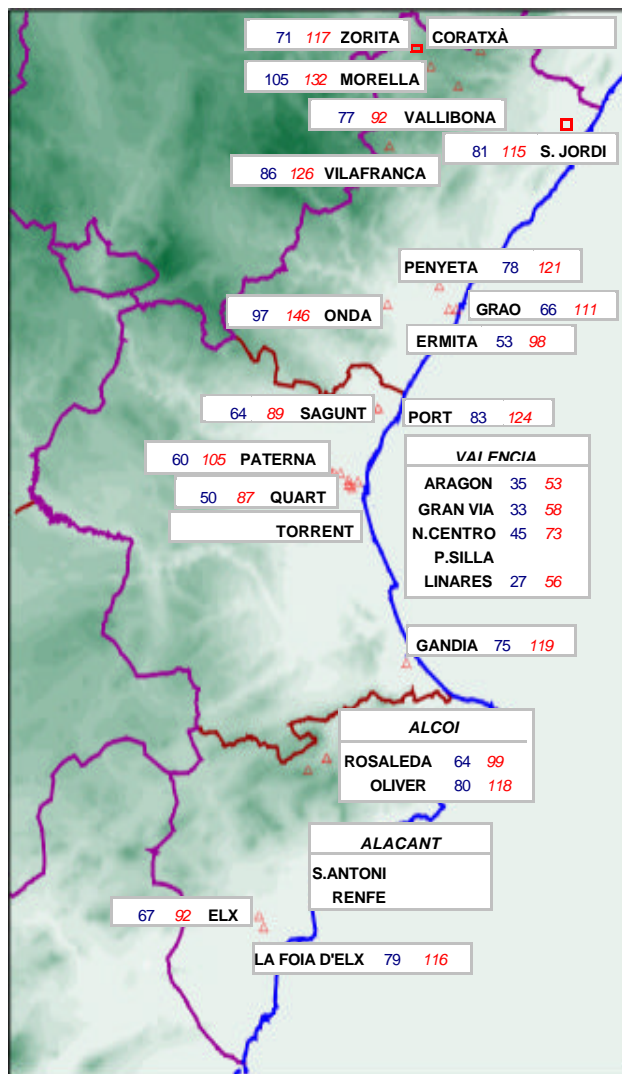 71 117 ZORITA
CORATXÀ
105 132 MORELLA
77 92 VALLIBONA
81 115 S. JORDI
86 126 VILAFRANCA
PENYETA 78 121
97 146 ONDA
GRAO 66 111
ERMITA 53 98
64 89 SAGUNT
PORT 83 124
60 105 PATERNA
50 87 QUART
TORRENT
VALENCIA
ARAGON 35 53
GRAN VIA 33 58
N.CENTRO 45 73
P.SILLA
LINARES 27 56
GANDIA 75 119
ALCOI
ROSALEDA 64 99
OLIVER 80 118
ALACANT
S.ANTONI
RENFE
67 92 ELX
LA FOIA D'ELX 79 116